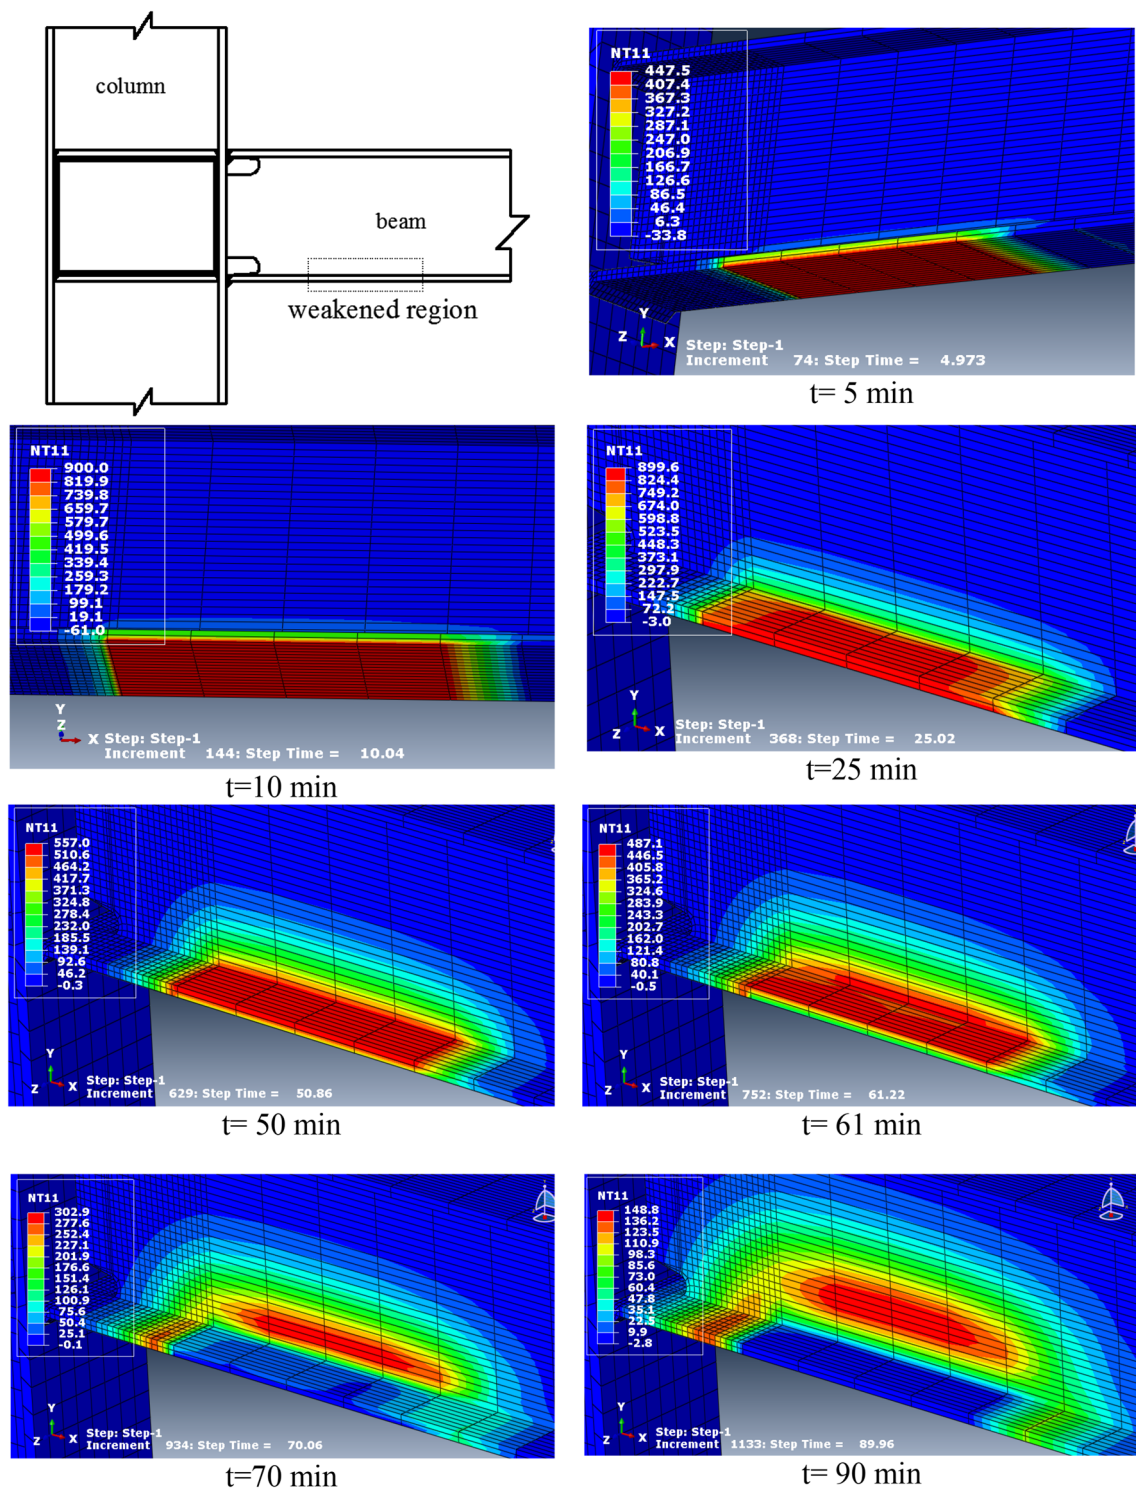 column
beam
weakened region
NT11
447.5
407.4
367.3
327.2
287.1
247.0
206.9
166.7
126.6
86.5
46.4
6.3
-33.8
Y
Z X
Step: Step-1
Increment 74: Step Time = 4.973
t= 5 min
NT11
900.0
819.9
739.8
659.7
579.7
499.6
419.5
339.4
259.3
179.2
99.1
19.1
-61.0
Y
Z
X
Step: Step-1
Increment 144: Step Time = 10.04
t=10 min
NT11
899.6
824.4
749.2
674.0
598.8
523.5
448.3
373.1
297.9
222.7
147.5
72.2
-3.0
Y
Z X
Step: Step-1
Increment 368: Step Time = 25.02
t=25 min
NT11
557.0
510.6
464.2
417.7
371.3
324.8
278.4
232.0
185.5
139.1
92.6
46.2
-0.3
Y
Z X
Step: Step-1
Increment 629: Step Time = 50.86
t= 50 min
NT11
487.1
446.5
405.8
365.2
324.6
283.9
243.3
202.7
162.0
121.4
80.8
40.1
-0.5
Y
Z X
Step: Step-1
Increment 752: Step Time = 61.22
t= 61 min
NT11
302.9
277.6
252.4
227.1
201.9
176.6
151.4
126.1
100.9
75.6
50.4
25.1
-0.1
Y
Z X
Step: Step-1
Increment 934: Step Time = 70.06
t=70 min
NT11
148.8
136.2
123.5
110.9
98.3
85.6
73.0
60.4
47.8
35.1
22.5
9.9
-2.8
Y
Z X
Step: Step-1
Increment 1133: Step Time = 89.96
t= 90 min